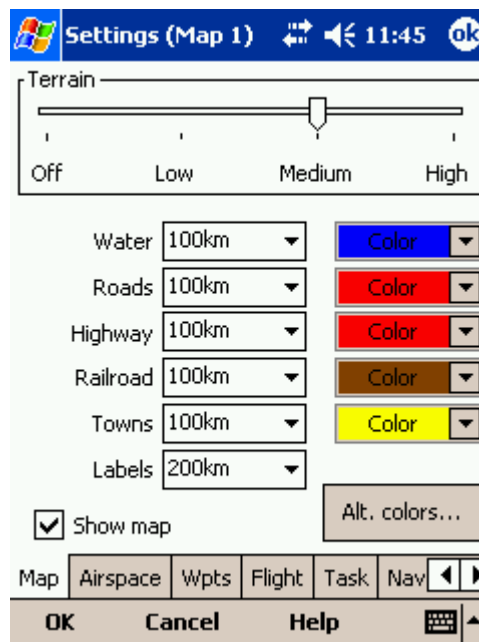 Settings (Map 1) 11:45 ok
Terrain
Off Low Medium High
Water 100km Color
Roads 100km Color
Highway 100km Color
Railroad 100km Color
Towns 100km Color
Labels 200km
Show map Alt. colors...
Map Airspace Wpts Flight Task Nav
OK Cancel Help